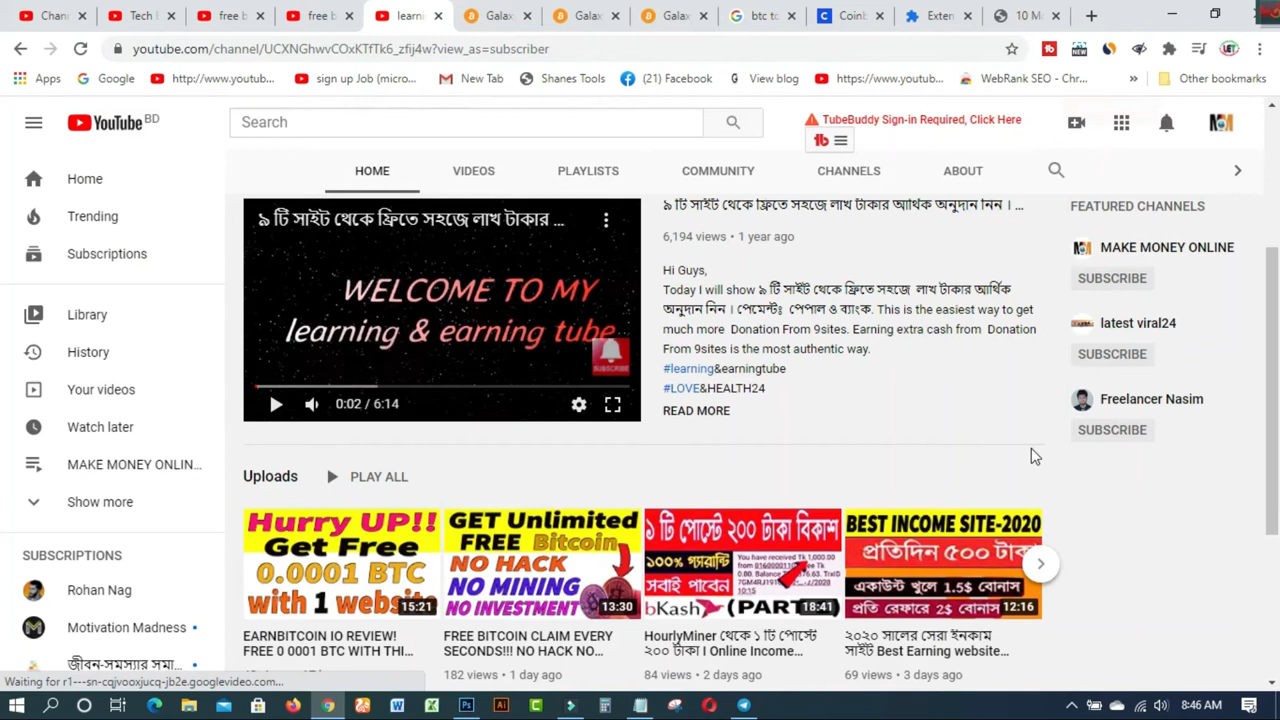 Chann
Tech B
free b
free b
learni
Galax
Galax
Galax
btc to
Coinb
Exten
10 Mo
youtube.com/channel/UCXNGhwvCOxKTfTk6_zfij4w?view_as=subscriber
Apps
Google
http://www.youtub...
sign up Job (micro...
New Tab
Shanes Tools
(21) Facebook
View blog
https://www.youtub...
WebRank SEO - Chr...
»
Other bookmarks
YouTube BD
Search
TubeBuddy Sign-in Required, Click Here
HOME
VIDEOS
PLAYLISTS
COMMUNITY
CHANNELS
ABOUT
Home
Trending
Subscriptions
Library
History
Your videos
Watch later
MAKE MONEY ONLIN...
Show more
SUBSCRIPTIONS
Rohan Nag
Motivation Madness
জীবন-সমস্যার সমা...
৯ টি সাইট থেকে ফ্রিতে সহজে লাখ টাকার ...
WELCOME TO MY
learning & earning tube
SUBSCRIBE
0:02 / 6:14
৯ টি সাইট থেকে ফ্রিতে সহজে লাখ টাকার আর্থিক অনুদান নিন । ...
6,194 views • 1 year ago
Hi Guys,
Today I will show ৯ টি সাইট থেকে ফ্রিতে সহজে লাখ টাকার আর্থিক
অনুদান নিন । পেমেন্টঃ পেপাল ও ব্যাংক. This is the easiest way to get
much more Donation From 9sites. Earning extra cash from Donation
From 9sites is the most authentic way.
#learning&earningtube
#LOVE&HEALTH24
READ MORE
FEATURED CHANNELS
MAKE MONEY ONLINE
SUBSCRIBE
latest viral24
SUBSCRIBE
Freelancer Nasim
SUBSCRIBE
Uploads
PLAY ALL
Hurry UP!!
Get Free
0.0001 BTC
with 1 website
15:21
EARNBITCOIN IO REVIEW!
FREE 0 0001 BTC WITH THI...
GET Unlimited
FREE Bitcoin
NO HACK
NO MINING
NO INVESTMENT
13:30
FREE BITCOIN CLAIM EVERY
SECONDS!!! NO HACK NO...
182 views • 1 day ago
১ টি পোস্টে ২০০ টাকা বিকাশ
১০০% গ্যারান্টি
সবাই পাবেন
You have received Tk 1,000.00
bKash (PART
18:41
HourlyMiner থেকে ১ টি পোস্টে
২০০ টাকা I Online Income...
84 views • 2 days ago
BEST INCOME SITE-2020
প্রতিদিন ৫০০ টাকা
একাউন্ট খুলে 1.5$ বোনাস
প্রতি রেফারে 2$ বোনাস
12:16
২০২০ সালের সেরা ইনকাম
সাইট Best Earning website...
69 views • 3 days ago
Waiting for r1---sn-cqjvooxjucq-jb2e.googlevideo.com...
8:46 AM